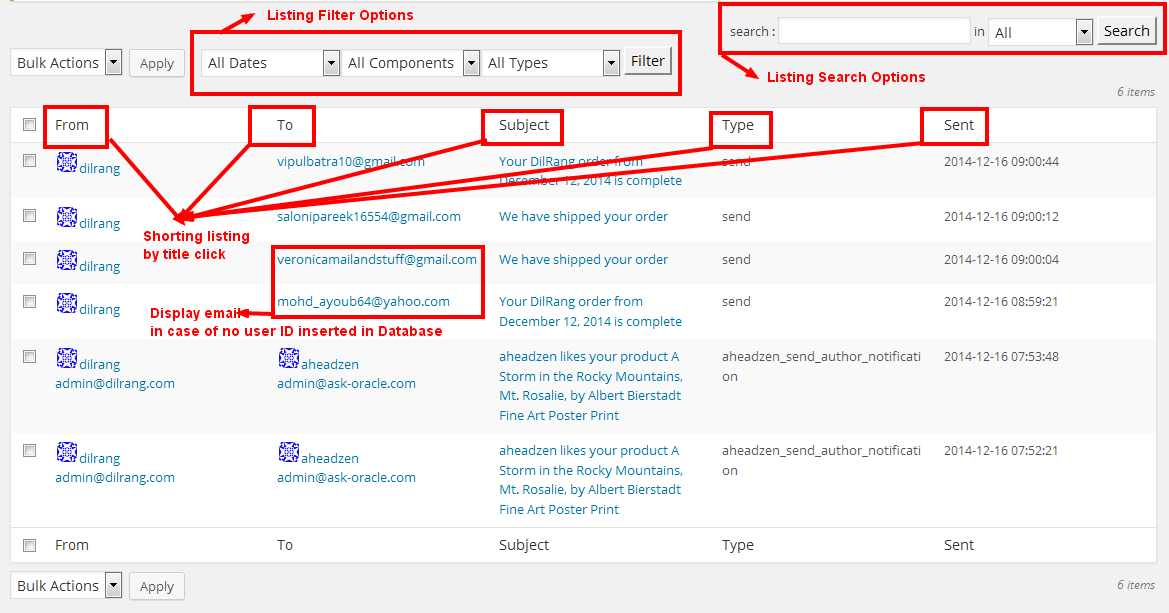 Listing Filter Options
search : in All Search
Bulk Actions Apply All Dates All Components All Types Filter
Listing Search Options
6 items
From To Subject Type Sent
dilrang vipulbatra10@gmail.com Your DilRang order from December 12, 2014 is complete send 2014-12-16 09:00:44
dilrang salonipareek16554@gmail.com We have shipped your order send 2014-12-16 09:00:12
Shorting listing
by title click
dilrang veronicamailandstuff@gmail.com We have shipped your order send 2014-12-16 09:00:04
dilrang mohd_ayoub64@yahoo.com Your DilRang order from December 12, 2014 is complete send 2014-12-16 08:59:21
Display email
in case of no user ID inserted in Database
dilrang aheadzen aheadzen likes your product A aheadzen_send_author_notificati 2014-12-16 07:53:48
admin@dilrang.com admin@ask-oracle.com Storm in the Rocky Mountains, on
Mt. Rosalie, by Albert Bierstadt
Fine Art Poster Print
dilrang aheadzen aheadzen likes your product A aheadzen_send_author_notificati 2014-12-16 07:52:21
admin@dilrang.com admin@ask-oracle.com Storm in the Rocky Mountains, on
Mt. Rosalie, by Albert Bierstadt
Fine Art Poster Print
From To Subject Type Sent
Bulk Actions Apply 6 items